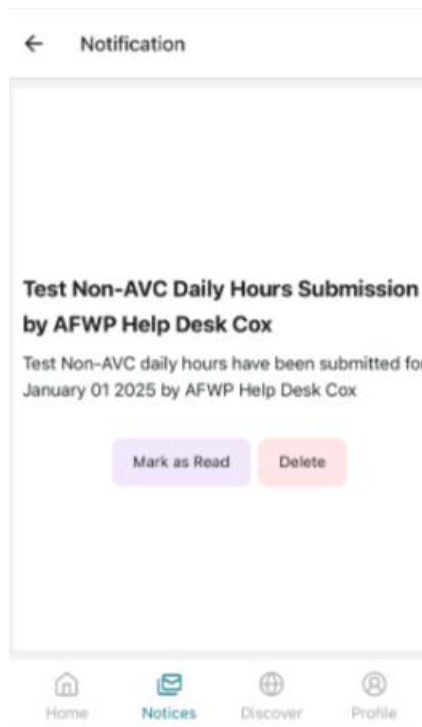 Notification
Test Non-AVC Daily Hours Submission
by AFWP Help Desk Cox
Test Non-AVC daily hours have been submitted for
January 01 2025 by AFWP Help Desk Cox
Mark as Read Delete
Home Notices Discover Profile